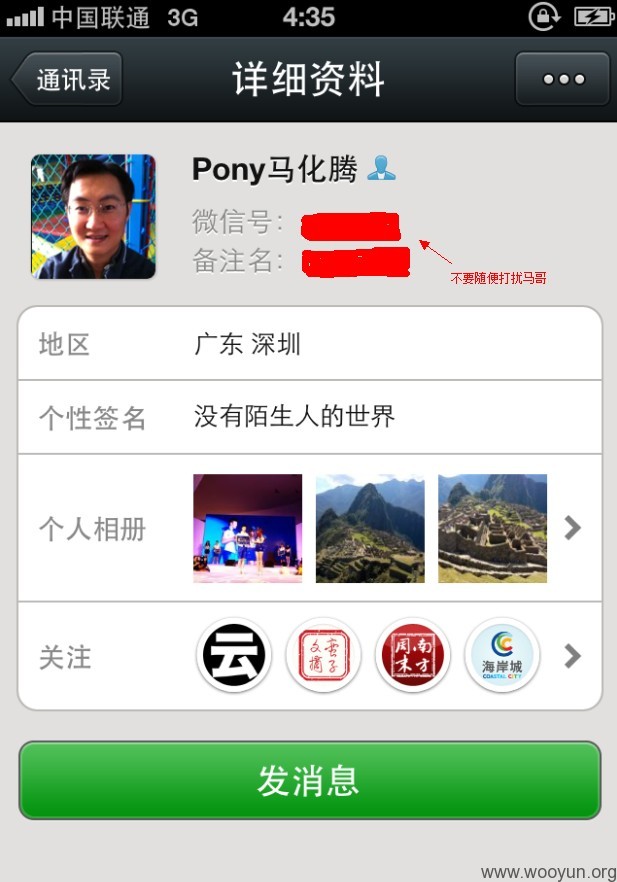 中国联通 3G 4:35
通讯录 详细资料
Pony马化腾
微信号:
备注名:
不要随便打扰马哥
地区 广东 深圳
个性签名 没有陌生人的世界
个人相册
关注
云
文摘 蛮子
周末 南方
海岸城
COASTAL CITY
发消息
www.wooyun.org